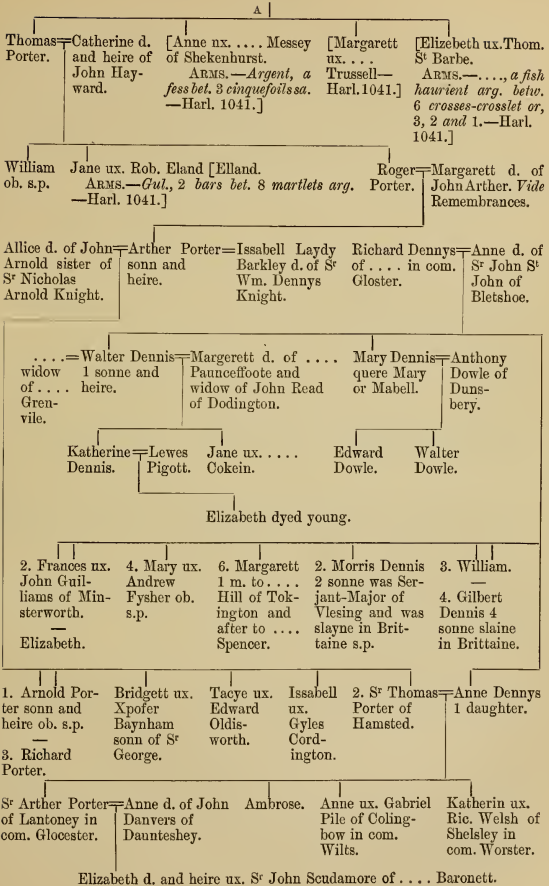 A
Thomas Porter.
Catherine d. and heire of John Hayward.
[Anne ux. .... Messey of Shekenhurst.
ARMS.—Argent, a fess bet. 3 cinquefoils sa. —Harl. 1041.]
[Margarett ux. .... Trussell— Harl. 1041.]
[Elizebeth ux. Thom. St Barbe.
ARMS.—...., a fish haurient arg. betw. 6 crosses-crosslet or, 3, 2 and 1.—Harl. 1041.]
William ob. s.p.
Jane ux. Rob. Eland [Elland.
ARMS.—Gul., 2 bars bet. 8 martlets arg. —Harl. 1041.]
Roger Porter.
Margarett d. of John Arther. Vide Remembrances.
Allice d. of John Arnold sister of Sr Nicholas Arnold Knight.
Arther Porter sonn and heire.
Issabell Laydy Barkley d. of Sr Wm. Dennys Knight.
Richard Dennys of .... in com. Gloster.
Anne d. of Sr John St John of Bletshoe.
.... widow of .... Grenvile.
Walter Dennis 1 sonne and heire.
Margerett d. of .... Pauncefoote and widow of John Read of Dodington.
Mary Dennis quere Mary or Mabell.
Anthony Dowle of Dunsbery.
Katherine Dennis.
Lewes Pigott.
Jane ux. ..... Cokein.
Edward Dowle.
Walter Dowle.
Elizabeth dyed young.
2. Frances ux. John Guilliams of Minsterworth.
—
Elizabeth.
4. Mary ux. Andrew Fysher ob. s.p.
6. Margarett 1 m. to .... Hill of Tokington and after to .... Spencer.
2. Morris Dennis 2 sonne was Serjant-Major of Vlesing and was slayne in Brittaine s.p.
3. William.
—
4. Gilbert Dennis 4 sonne slaine in Brittaine.
1. Arnold Porter sonn and heire ob. s.p.
—
3. Richard Porter.
Bridgett ux. Xpofer Baynham sonn of Sr George.
Tacye ux. Edward Oldisworth.
Issabell ux. Gyles Cordington.
2. Sr Thomas Porter of Hamsted.
Anne Dennys 1 daughter.
Sr Arther Porter of Lantoney in com. Glocester.
Anne d. of John Danvers of Daunteshey.
Ambrose.
Anne ux. Gabriel Pile of Colingbow in com. Wilts.
Katherin ux. Ric. Welsh of Shelsley in com. Worster.
Elizabeth d. and heire ux. Sr John Scudamore of .... Baronett.